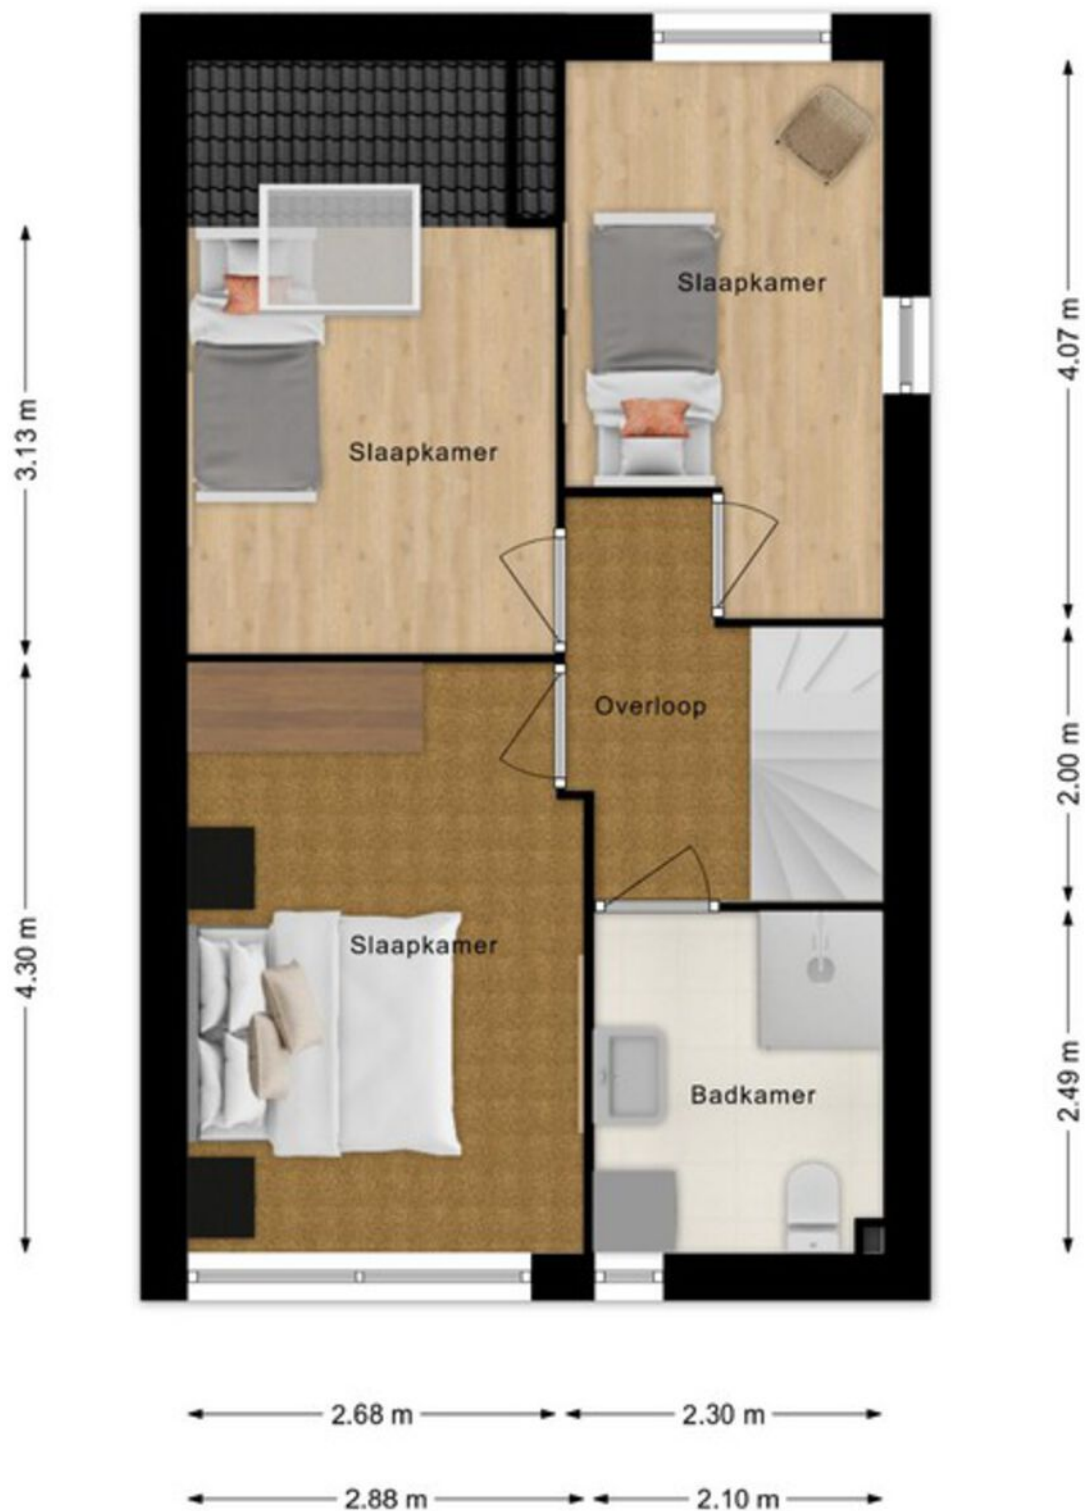 Slaapkamer
4.07 m
3.13 m
Slaapkamer
Overloop
2.00 m
4.30 m
Slaapkamer
Badkamer
2.49 m
2.68 m
2.30 m
2.88 m
2.10 m